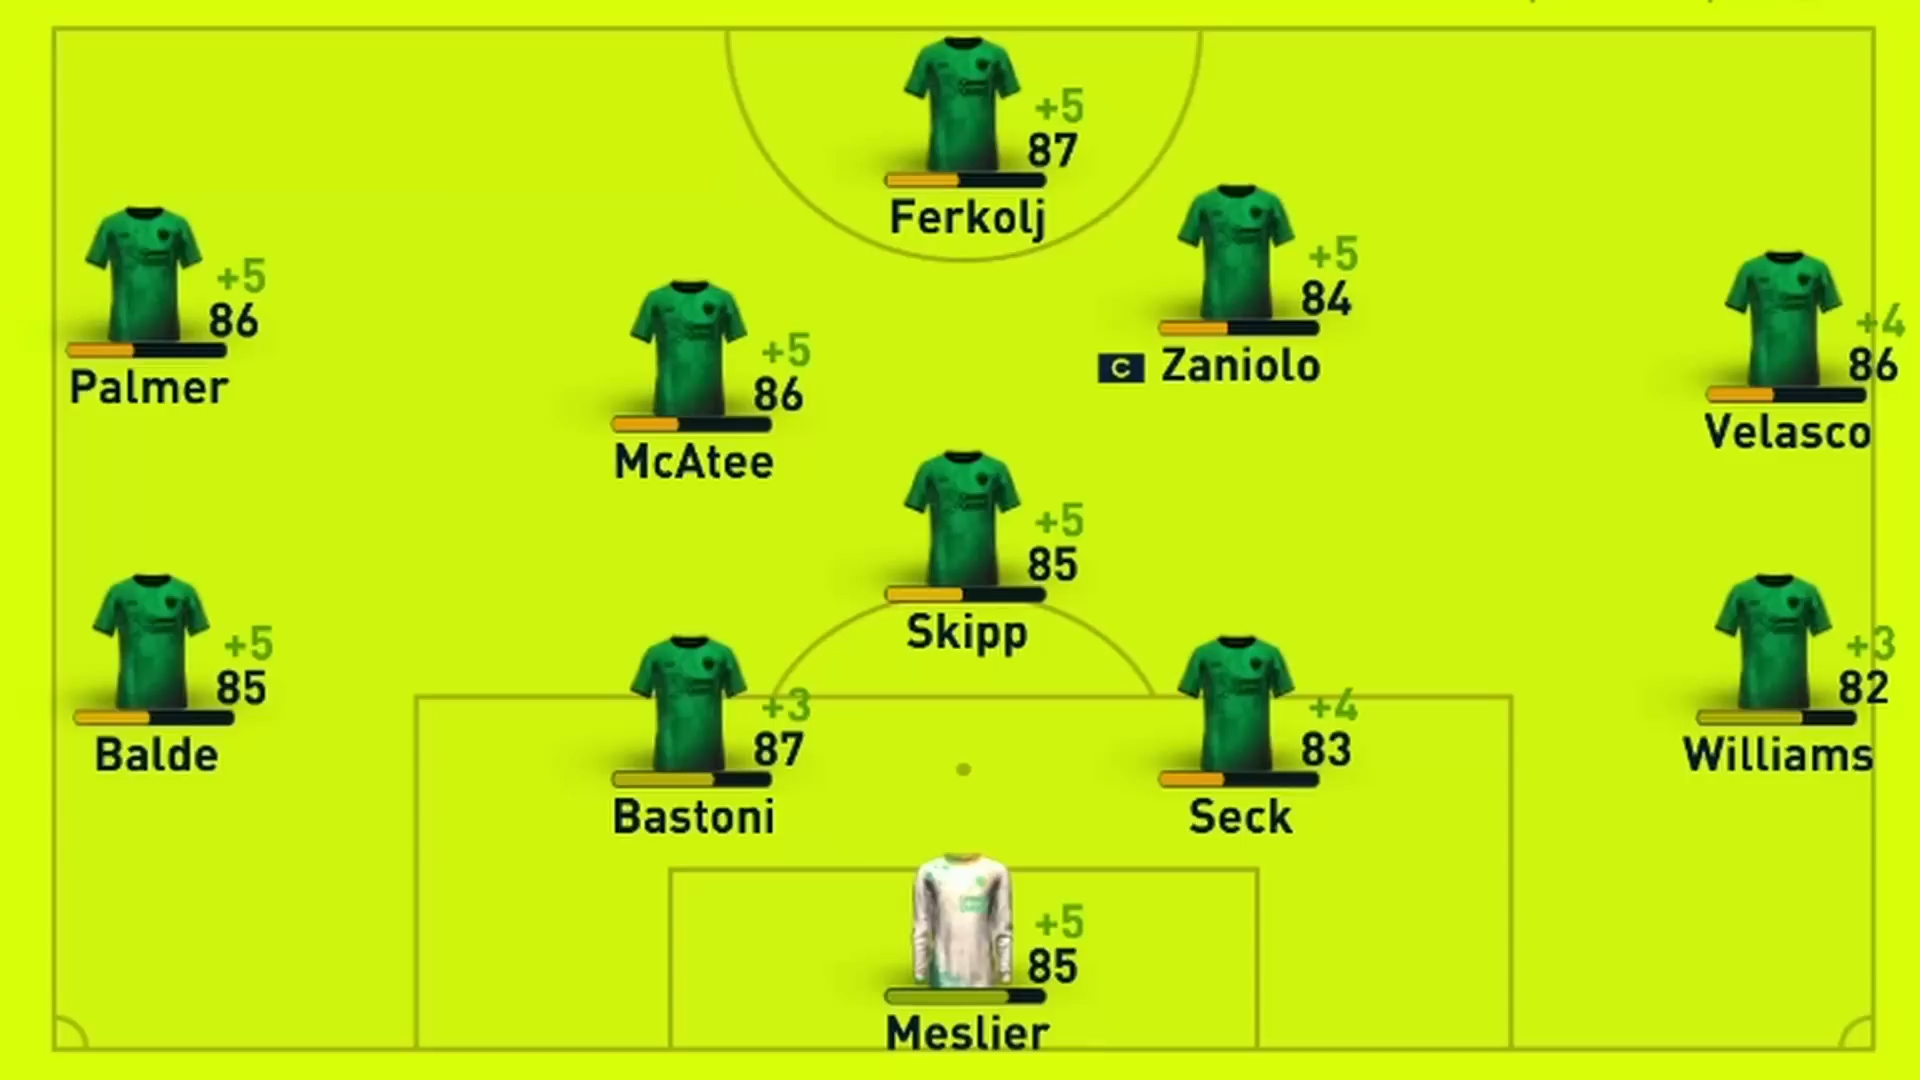 +5
87
Ferkolj
+5
86
Palmer
+5
84
C Zaniolo
+5
86
McAtee
+4
86
Velasco
+5
85
Skipp
+5
85
Balde
+3
87
Bastoni
+4
83
Seck
+3
82
Williams
+5
85
Meslier